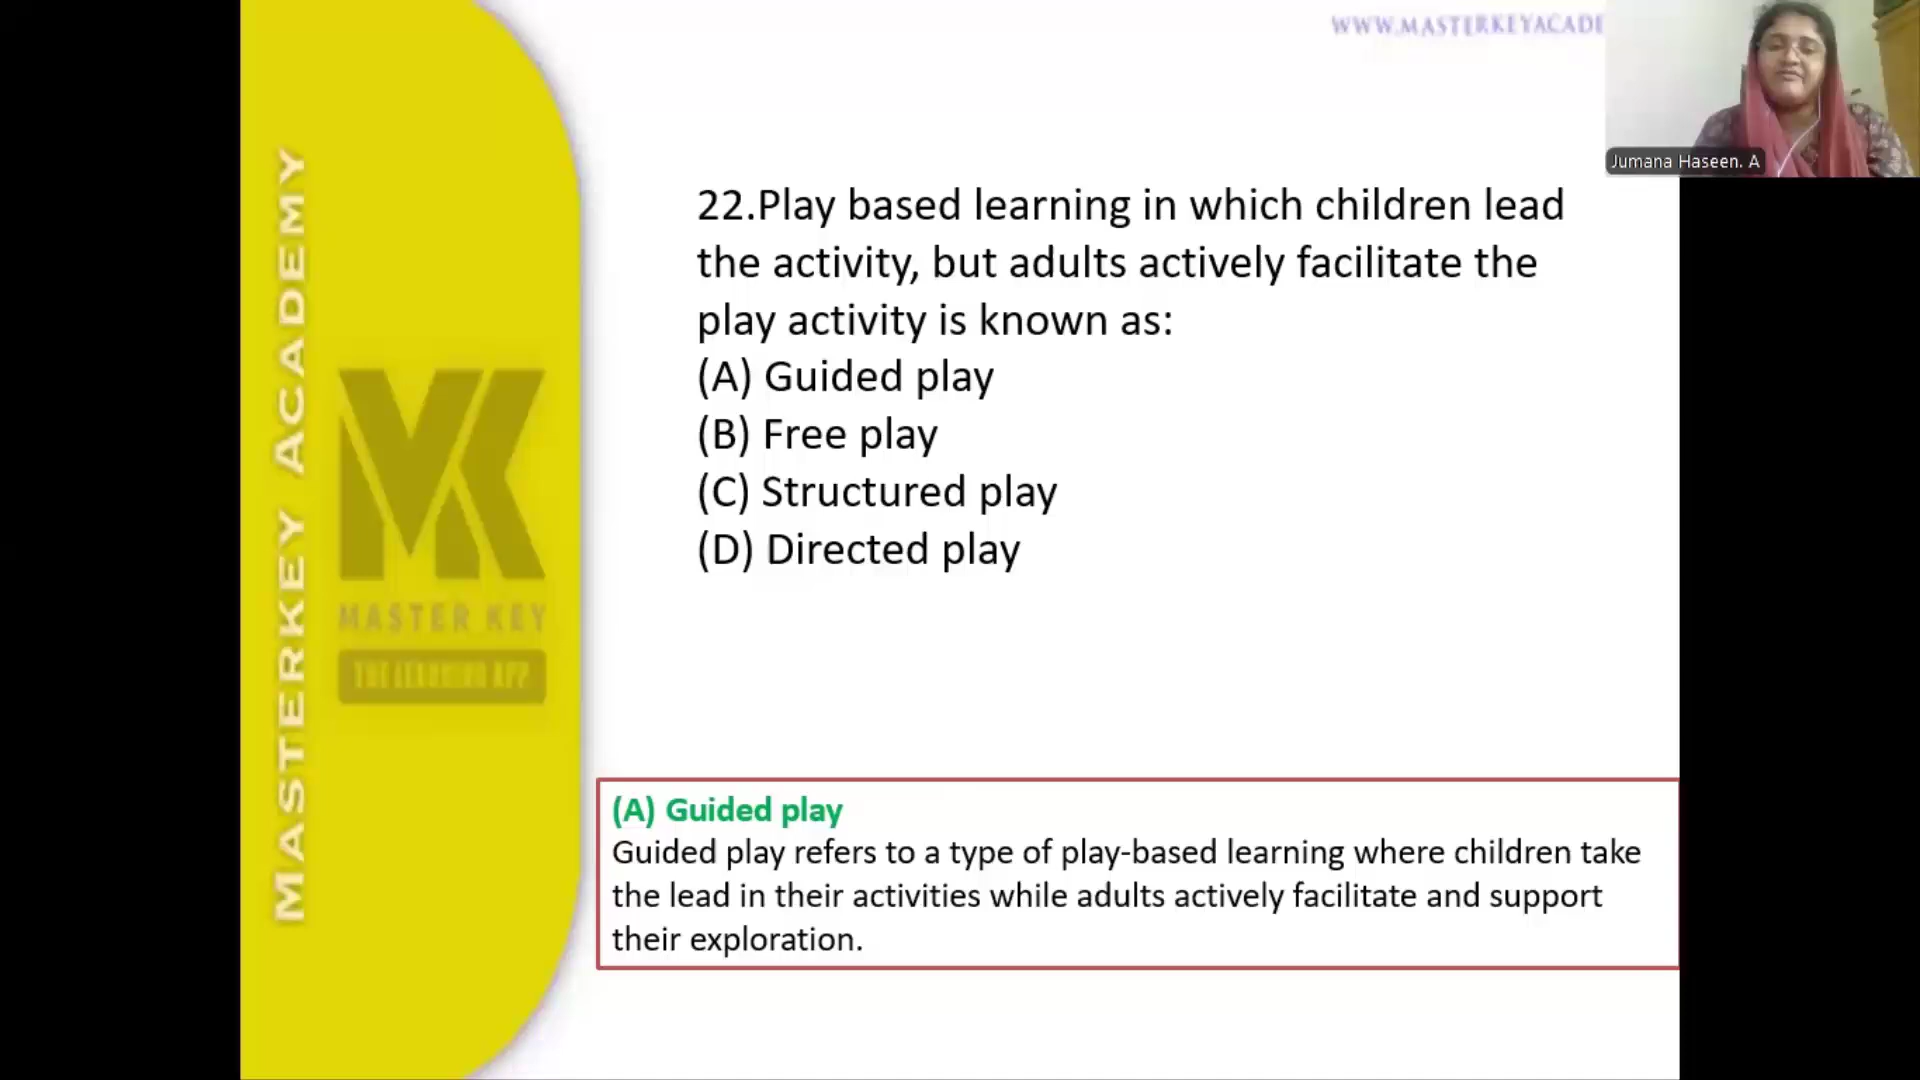 WWW.MASTERKEYACADE
Jumana Haseen. A
MASTERKEY ACADEMY
MK
MASTER KEY
THE LEARNING APP
22.Play based learning in which children lead
the activity, but adults actively facilitate the
play activity is known as:
(A) Guided play
(B) Free play
(C) Structured play
(D) Directed play
(A) Guided play
Guided play refers to a type of play-based learning where children take
the lead in their activities while adults actively facilitate and support
their exploration.